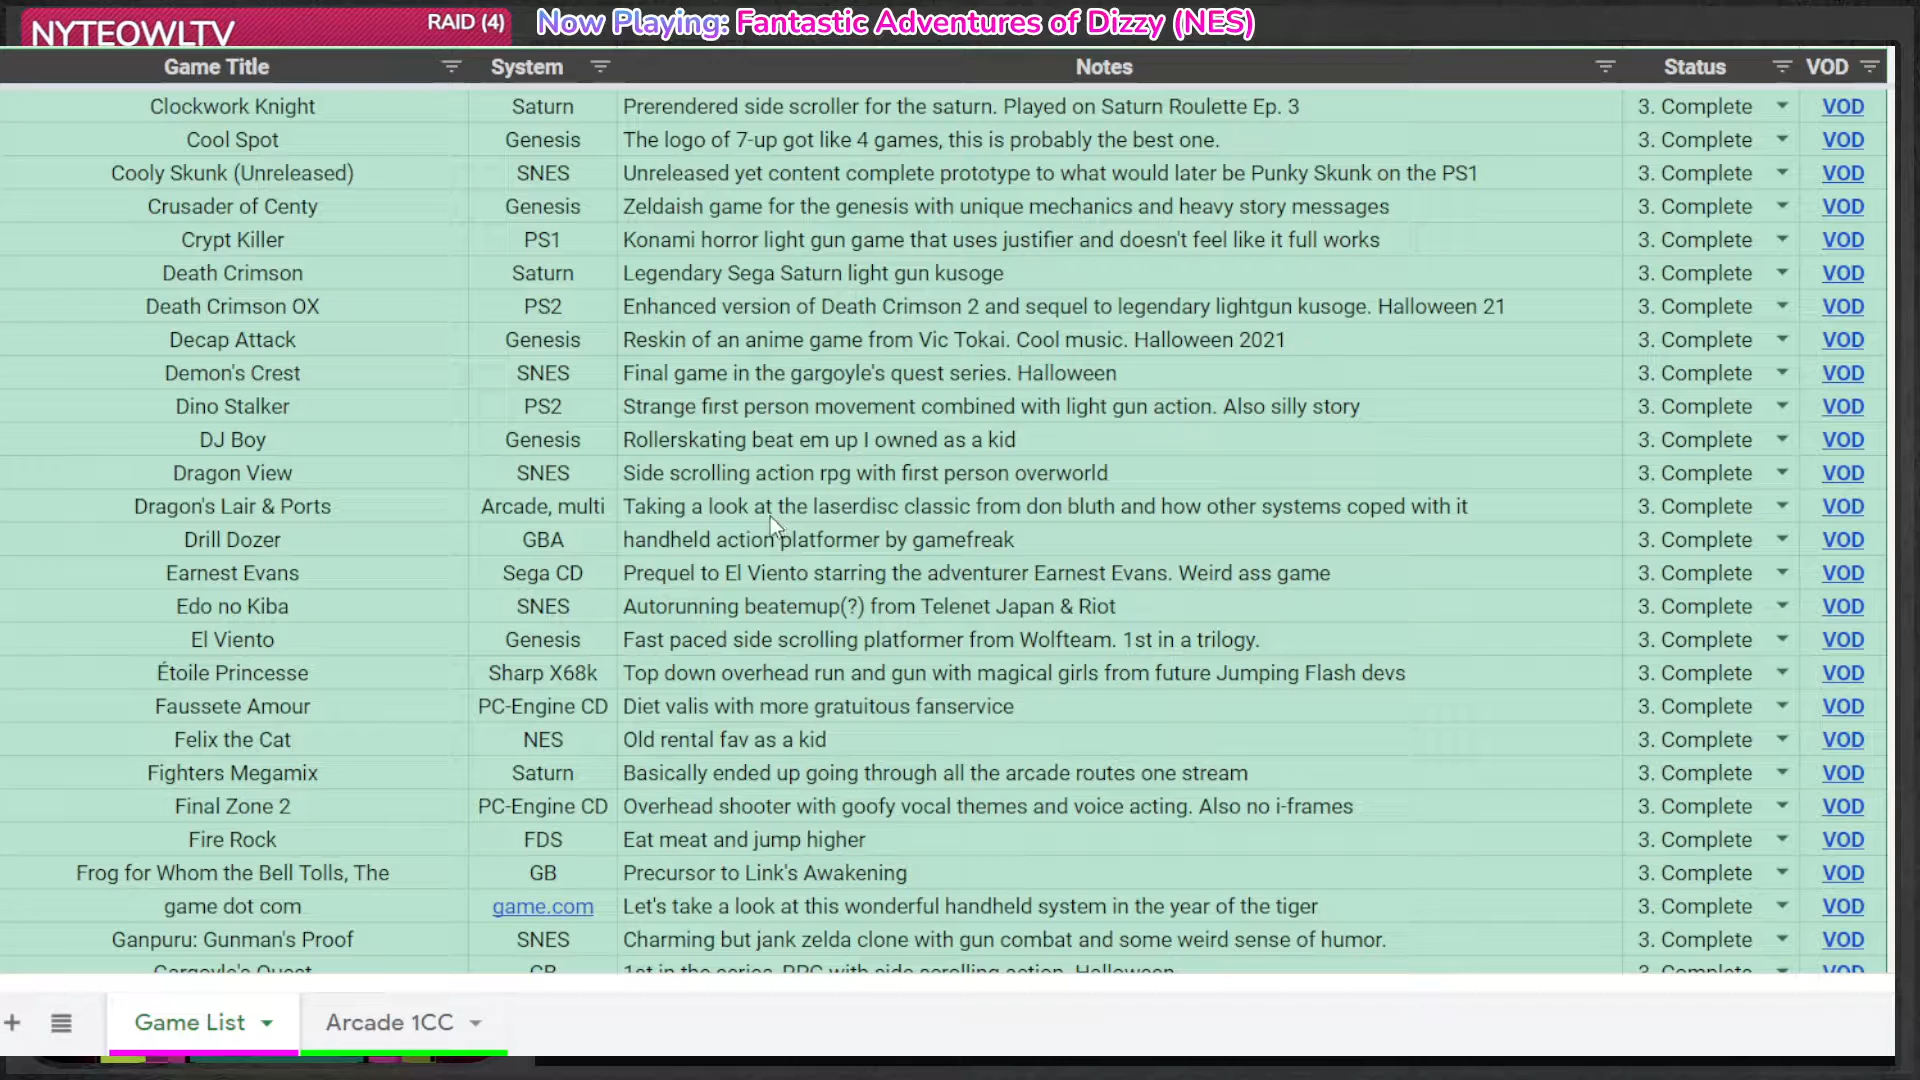 NYTEOWLTV
RAID (4)
Now Playing: Fantastic Adventures of Dizzy (NES)
Game Title System Notes Status VOD
Clockwork Knight Saturn Prerendered side scroller for the saturn. Played on Saturn Roulette Ep. 3 3. Complete VOD
Cool Spot Genesis The logo of 7-up got like 4 games, this is probably the best one. 3. Complete VOD
Cooly Skunk (Unreleased) SNES Unreleased yet content complete prototype to what would later be Punky Skunk on the PS1 3. Complete VOD
Crusader of Centy Genesis Zeldaish game for the genesis with unique mechanics and heavy story messages 3. Complete VOD
Crypt Killer PS1 Konami horror light gun game that uses justifier and doesn't feel like it full works 3. Complete VOD
Death Crimson Saturn Legendary Sega Saturn light gun kusoge 3. Complete VOD
Death Crimson OX PS2 Enhanced version of Death Crimson 2 and sequel to legendary lightgun kusoge. Halloween 21 3. Complete VOD
Decap Attack Genesis Reskin of an anime game from Vic Tokai. Cool music. Halloween 2021 3. Complete VOD
Demon's Crest SNES Final game in the gargoyle's quest series. Halloween 3. Complete VOD
Dino Stalker PS2 Strange first person movement combined with light gun action. Also silly story 3. Complete VOD
DJ Boy Genesis Rollerskating beat em up I owned as a kid 3. Complete VOD
Dragon View SNES Side scrolling action rpg with first person overworld 3. Complete VOD
Dragon's Lair & Ports Arcade, multi Taking a look at the laserdisc classic from don bluth and how other systems coped with it 3. Complete VOD
Drill Dozer GBA handheld action platformer by gamefreak 3. Complete VOD
Earnest Evans Sega CD Prequel to El Viento starring the adventurer Earnest Evans. Weird ass game 3. Complete VOD
Edo no Kiba SNES Autorunning beatemup(?) from Telenet Japan & Riot 3. Complete VOD
El Viento Genesis Fast paced side scrolling platformer from Wolfteam. 1st in a trilogy. 3. Complete VOD
Étoile Princesse Sharp X68k Top down overhead run and gun with magical girls from future Jumping Flash devs 3. Complete VOD
Faussete Amour PC-Engine CD Diet valis with more gratuitous fanservice 3. Complete VOD
Felix the Cat NES Old rental fav as a kid 3. Complete VOD
Fighters Megamix Saturn Basically ended up going through all the arcade routes one stream 3. Complete VOD
Final Zone 2 PC-Engine CD Overhead shooter with goofy vocal themes and voice acting. Also no i-frames 3. Complete VOD
Fire Rock FDS Eat meat and jump higher 3. Complete VOD
Frog for Whom the Bell Tolls, The GB Precursor to Link's Awakening 3. Complete VOD
game dot com game.com Let's take a look at this wonderful handheld system in the year of the tiger 3. Complete VOD
Ganpuru: Gunman's Proof SNES Charming but jank zelda clone with gun combat and some weird sense of humor. 3. Complete VOD
Gargoyle's Quest GB 1st in the series. RPG with side scrolling action. Halloween 3. Complete VOD
Game List Arcade 1CC